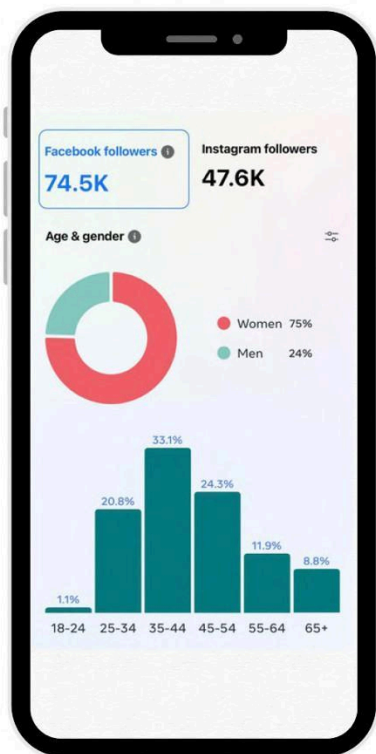 Facebook followers
74.5K
Instagram followers
47.6K
Age & gender
Women 75%
Men 24%
33.1%
24.3%
20.8%
11.9%
8.8%
1.1%
18-24 25-34 35-44 45-54 55-64 65+